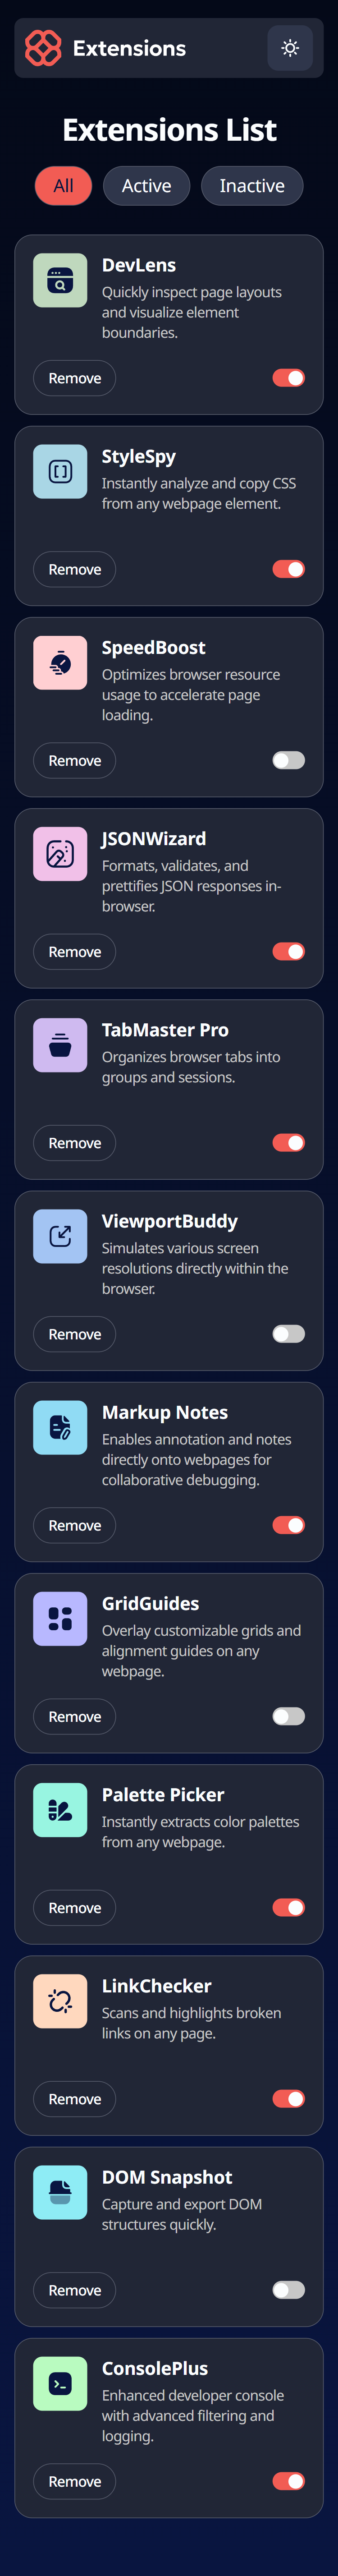 Extensions
Extensions List
All
Active
Inactive
DevLens
Quickly inspect page layouts
and visualize element
boundaries.
Remove
StyleSpy
Instantly analyze and copy CSS
from any webpage element.
Remove
SpeedBoost
Optimizes browser resource
usage to accelerate page
loading.
Remove
JSONWizard
Formats, validates, and
prettifies JSON responses in-
browser.
Remove
TabMaster Pro
Organizes browser tabs into
groups and sessions.
Remove
ViewportBuddy
Simulates various screen
resolutions directly within the
browser.
Remove
Markup Notes
Enables annotation and notes
directly onto webpages for
collaborative debugging.
Remove
GridGuides
Overlay customizable grids and
alignment guides on any
webpage.
Remove
Palette Picker
Instantly extracts color palettes
from any webpage.
Remove
LinkChecker
Scans and highlights broken
links on any page.
Remove
DOM Snapshot
Capture and export DOM
structures quickly.
Remove
ConsolePlus
Enhanced developer console
with advanced filtering and
logging.
Remove